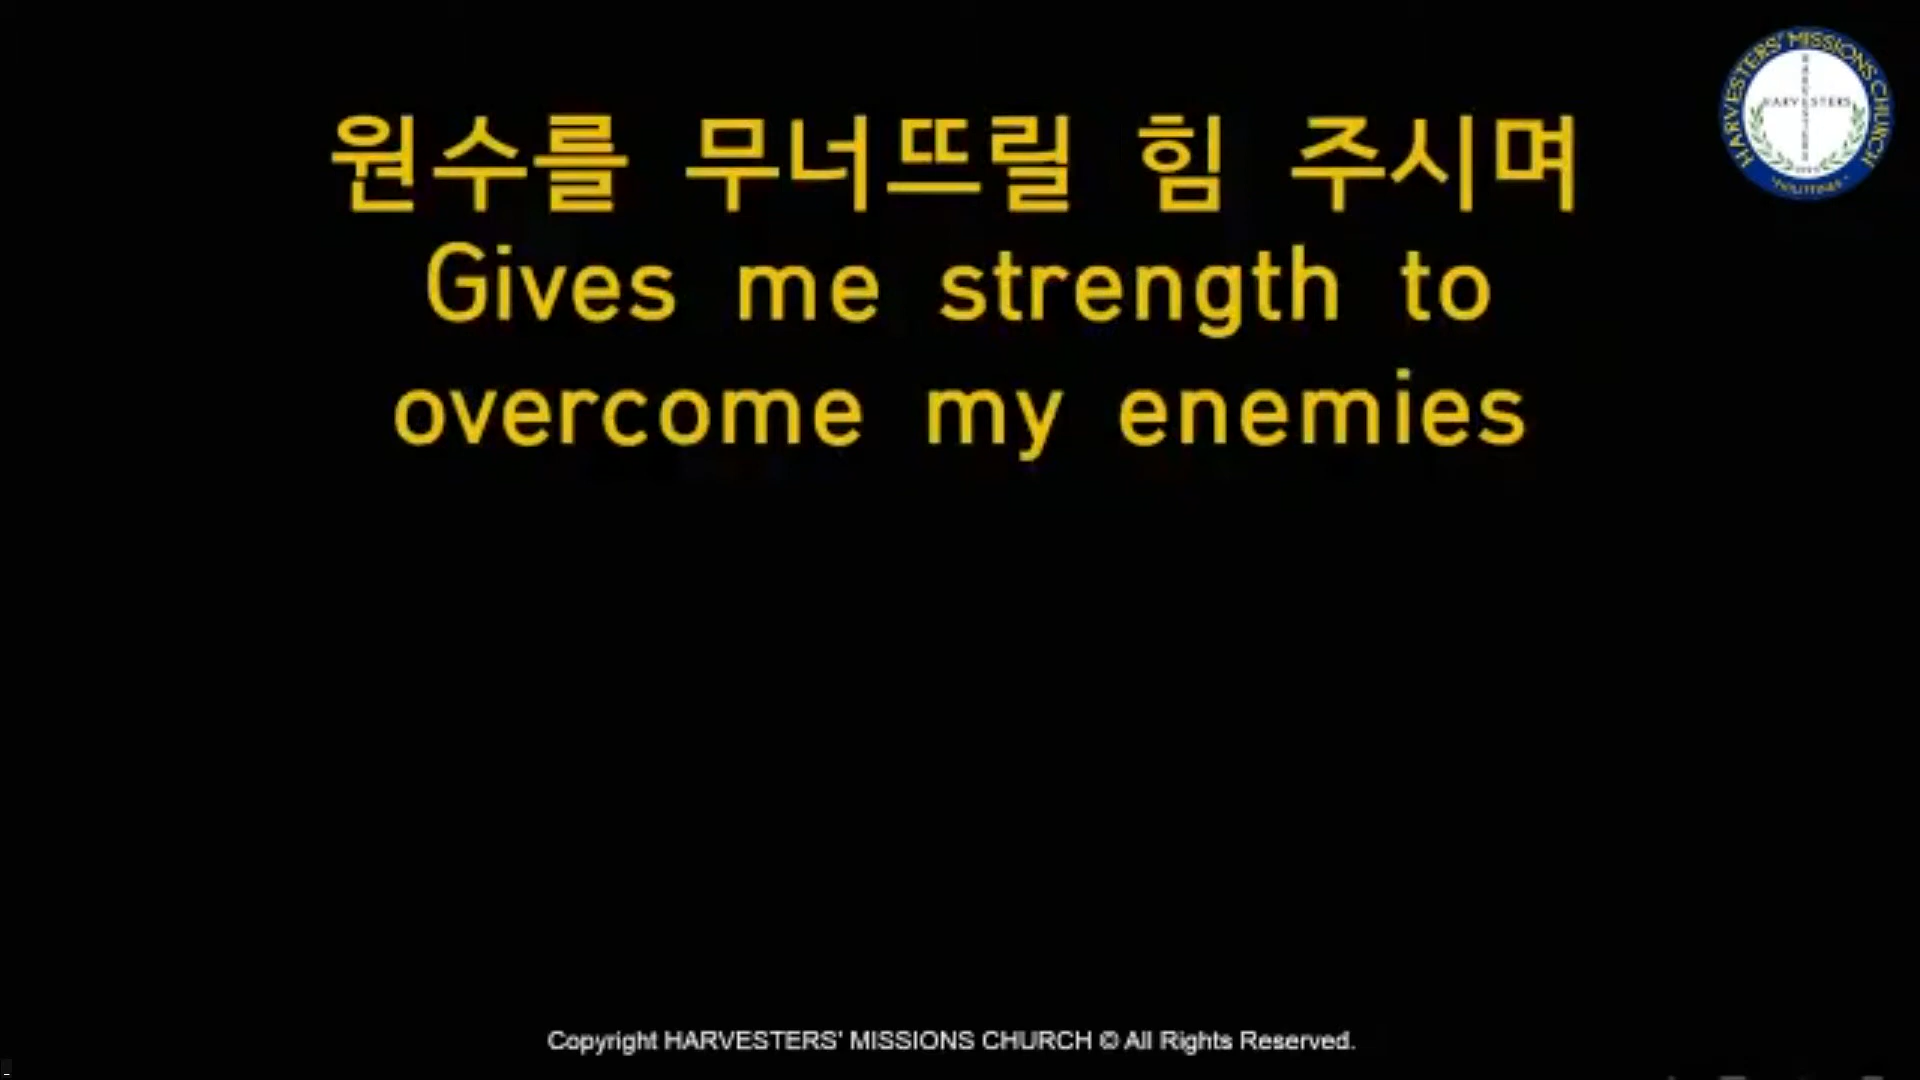 원수를 무너뜨릴 힘 주시며
Gives me strength to
overcome my enemies
HARVESTERS' MISSIONS CHURCH
HARVESTERS
Copyright HARVESTERS' MISSIONS CHURCH © All Rights Reserved.